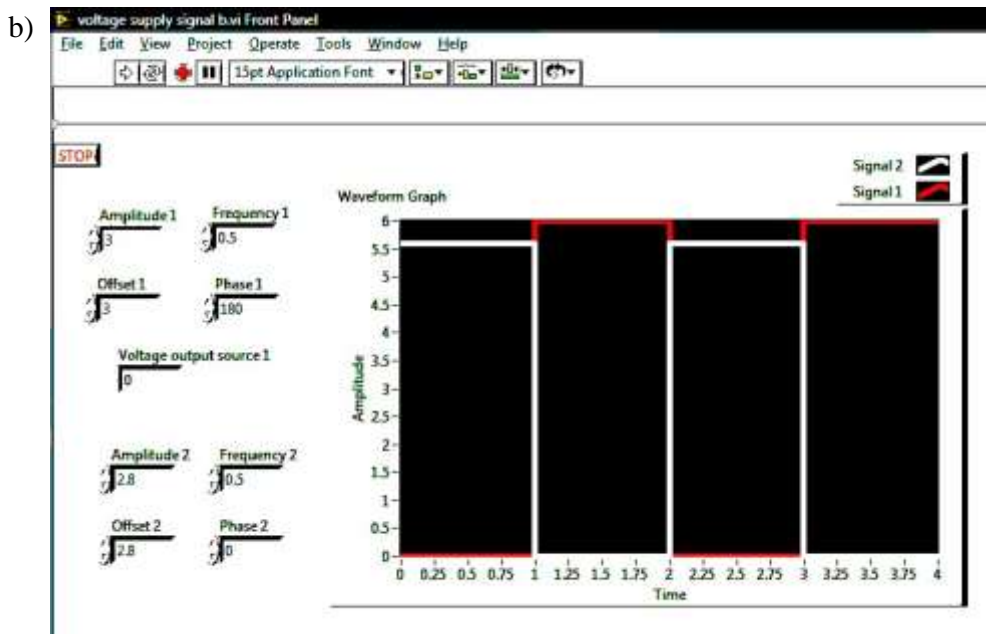 b)
voltage supply signal b.vi Front Panel
File Edit View Project Operate Tools Window Help
15pt Application Font
STOP
Signal 2
Signal 1
Waveform Graph
Amplitude 1 Frequency 1
3 0.5
Offset 1 Phase 1
3 180
Voltage output source 1
0
Amplitude 2 Frequency 2
2.8 0.5
Offset 2 Phase 2
2.8 0
6
5.5
5
4.5
4
3.5
3
2.5
2
1.5
1
0.5
0
Amplitude
0 0.25 0.5 0.75 1 1.25 1.5 1.75 2 2.25 2.5 2.75 3 3.25 3.5 3.75 4
Time